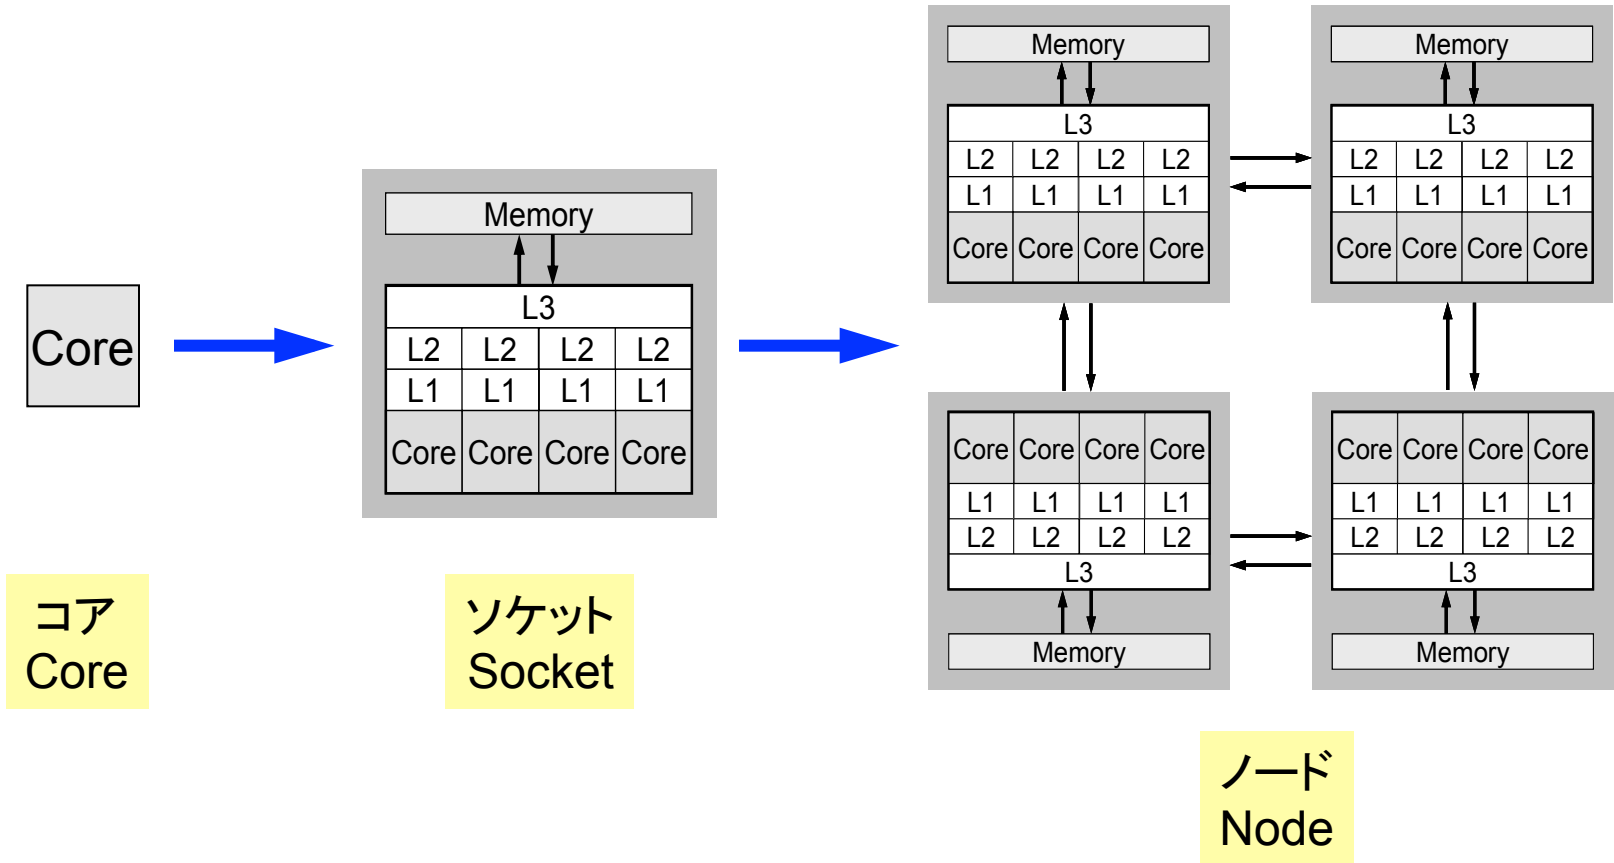 Core
コア
Core
Memory
L3
L2 L2 L2 L2
L1 L1 L1 L1
Core Core Core Core
ソケット
Socket
Memory
L3
L2 L2 L2 L2
L1 L1 L1 L1
Core Core Core Core
Memory
L3
L2 L2 L2 L2
L1 L1 L1 L1
Core Core Core Core
Core Core Core Core
L1 L1 L1 L1
L2 L2 L2 L2
L3
Memory
Core Core Core Core
L1 L1 L1 L1
L2 L2 L2 L2
L3
Memory
ノード
Node